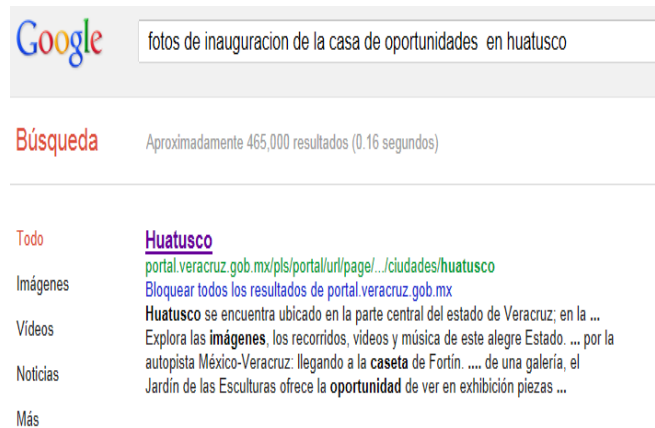 Google
fotos de inauguracion de la casa de oportunidades en huatusco
Búsqueda
Aproximadamente 465,000 resultados (0.16 segundos)
Todo
Imágenes
Vídeos
Noticias
Más
Huatusco
portal.veracruz.gob.mx/pls/portal/url/page/.../ciudades/huatusco
Bloquear todos los resultados de portal.veracruz.gob.mx
Huatusco se encuentra ubicado en la parte central del estado de Veracruz; en la ...
Explora las imágenes, los recorridos, videos y música de este alegre Estado. ... por la
autopista México-Veracruz: llegando a la caseta de Fortín. .... de una galería, el
Jardín de las Esculturas ofrece la oportunidad de ver en exhibición piezas ...